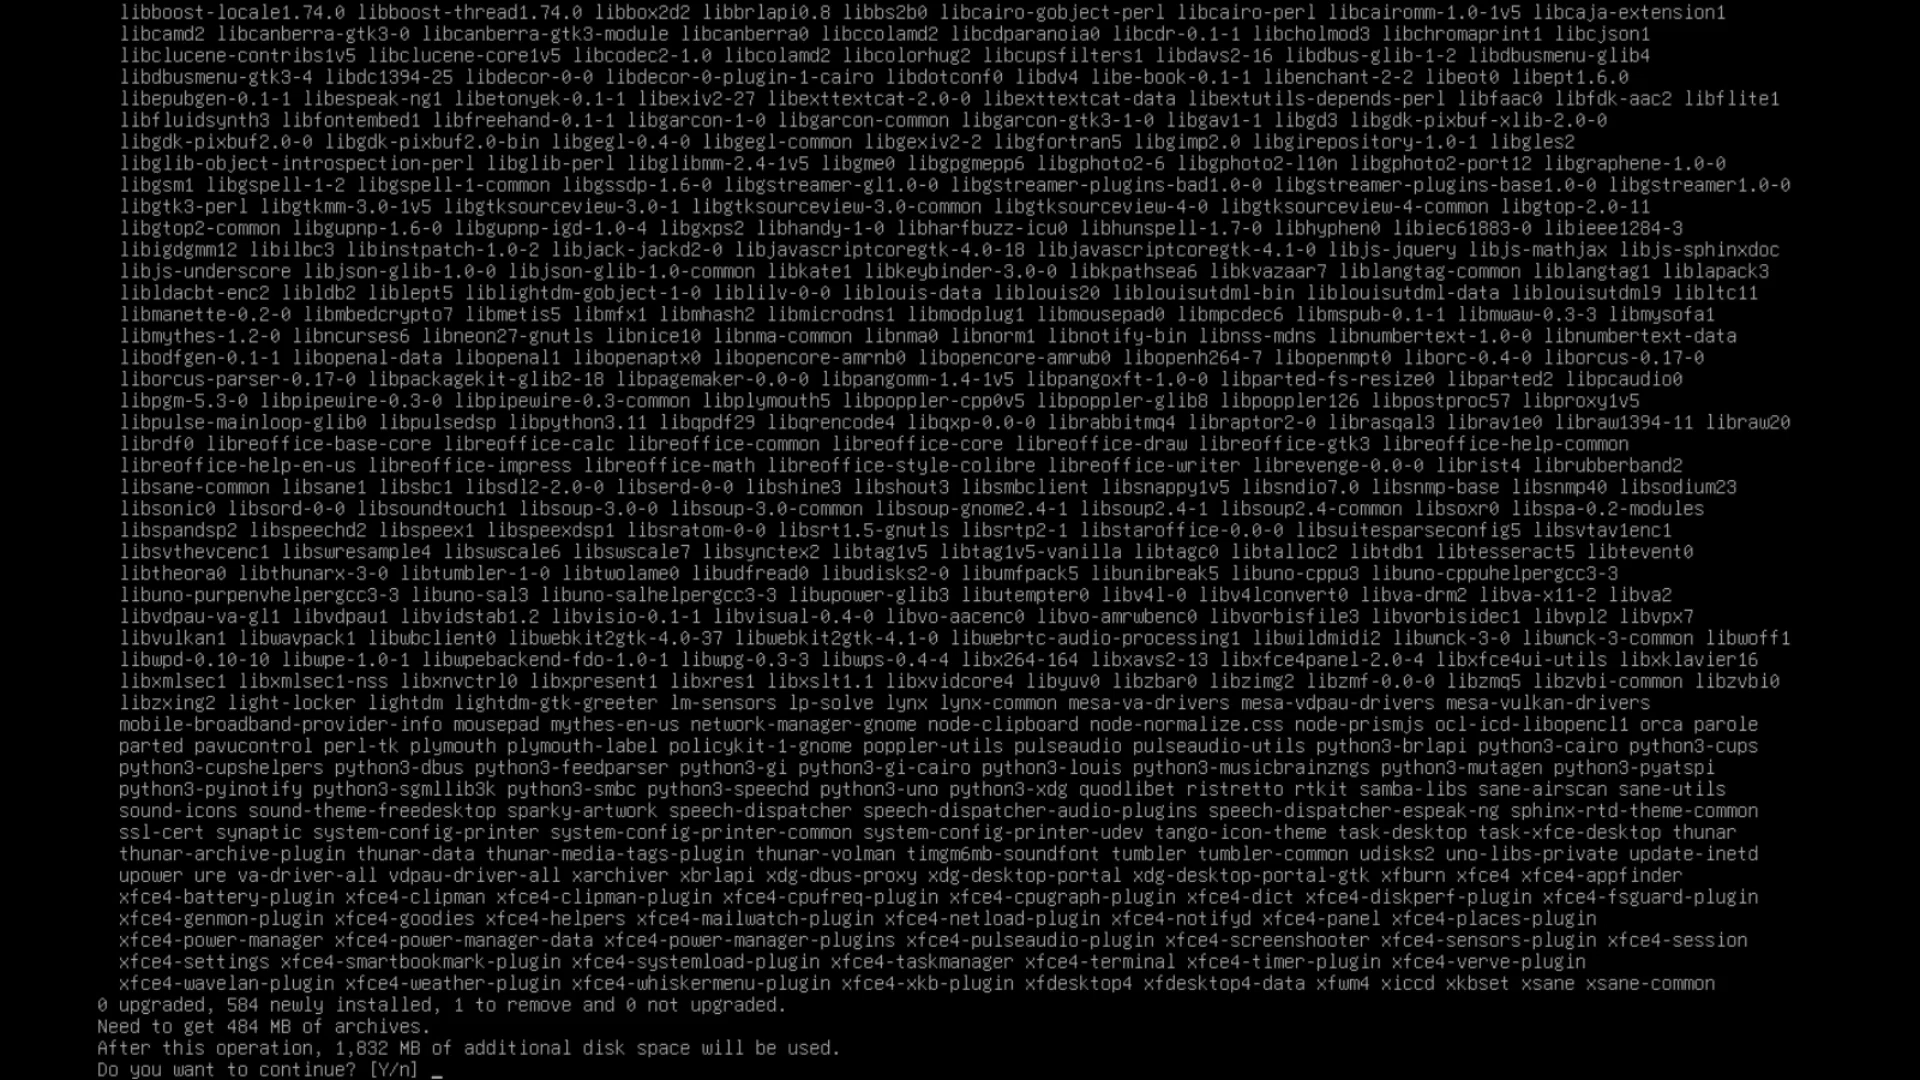 libboost-locale1.74.0 libboost-thread1.74.0 libbox2d2 libbrlapi0.8 libbs2b0 libcairo-gobject-perl libcairo-perl libcairomm-1.0-1v5 libcaja-extension1
libcamd2 libcanberra-gtk3-0 libcanberra-gtk3-module libcanberra0 libccolamd2 libcdparanoia0 libcdr-0.1-1 libcholmod3 libchromaprint1 libcjson1
libclucene-contribs1v5 libclucene-core1v5 libcodec2-1.0 libcolamd2 libcolorhug2 libcupsfilters1 libdavs2-16 libdbus-glib-1-2 libdbusmenu-glib4
libdbusmenu-gtk3-4 libdc1394-25 libdecor-0-0 libdecor-0-plugin-1-cairo libdotconf0 libdv4 libe-book-0.1-1 libenchant-2-2 libeot0 libept1.6.0
libepubgen-0.1-1 libespeak-ng1 libetonyek-0.1-1 libexiv2-27 libexttextcat-2.0-0 libexttextcat-data libextutils-depends-perl libfaac0 libfdk-aac2 libflite1
libfluidsynth3 libfontembed1 libfreehand-0.1-1 libgarcon-1-0 libgarcon-common libgarcon-gtk3-1-0 libgav1-1 libgd3 libgdk-pixbuf-xlib-2.0-0
libgdk-pixbuf2.0-0 libgdk-pixbuf2.0-bin libgegl-0.4-0 libgegl-common libgexiv2-2 libgfortran5 libgimp2.0 libgirepository-1.0-1 libgles2
libglib-object-introspection-perl libglib-perl libglibmm-2.4-1v5 libgme0 libgpgmepp6 libgphoto2-6 libgphoto2-l10n libgphoto2-port12 libgraphene-1.0-0
libgsm1 libgspell-1-2 libgspell-1-common libgssdp-1.6-0 libgstreamer-gl1.0-0 libgstreamer-plugins-bad1.0-0 libgstreamer-plugins-base1.0-0 libgstreamer1.0-0
libgtk3-perl libgtkmm-3.0-1v5 libgtksourceview-3.0-1 libgtksourceview-3.0-common libgtksourceview-4-0 libgtksourceview-4-common libgtop-2.0-11
libgtop2-common libgupnp-1.6-0 libgupnp-igd-1.0-4 libgxps2 libhandy-1-0 libharfbuzz-icu0 libhunspell-1.7-0 libhyphen0 libiec61883-0 libieee1284-3
libigdgmm12 libilbc3 libinstpatch-1.0-2 libjack-jackd2-0 libjavascriptcoregtk-4.0-18 libjavascriptcoregtk-4.1-0 libjs-jquery libjs-mathjax libjs-sphinxdoc
libjs-underscore libjson-glib-1.0-0 libjson-glib-1.0-common libkate1 libkeybinder-3.0-0 libkpathsea6 libkvazaar7 liblangtag-common liblangtag1 liblapack3
libldacbt-enc2 libldb2 liblept5 liblightdm-gobject-1-0 liblilv-0-0 liblouis-data liblouis20 liblouisutdml-bin liblouisutdml-data liblouisutdml9 libltc11
libmanette-0.2-0 libmbedcrypto7 libmetis5 libmfx1 libmhash2 libmicrodns1 libmodplug1 libmousepad0 libmpcdec6 libmspub-0.1-1 libmwaw-0.3-3 libmysofa1
libmythes-1.2-0 libncurses6 libneon27-gnutls libnice10 libnma-common libnma0 libnorm1 libnotify-bin libnss-mdns libnumbertext-1.0-0 libnumbertext-data
libodfgen-0.1-1 libopenal-data libopenal1 libopenaptx0 libopencore-amrnb0 libopencore-amrwb0 libopenh264-7 libopenmpt0 liborc-0.4-0 liborcus-0.17-0
liborcus-parser-0.17-0 libpackagekit-glib2-18 libpagemaker-0.0-0 libpangomm-1.4-1v5 libpangoxft-1.0-0 libparted-fs-resize0 libparted2 libpcaudio0
libpgm-5.3-0 libpipewire-0.3-0 libpipewire-0.3-common libplymouth5 libpoppler-cpp0v5 libpoppler-glib8 libpoppler126 libpostproc57 libproxy1v5
libpulse-mainloop-glib0 libpulsedsp libpython3.11 libqpdf29 libqrencode4 libqxp-0.0-0 librabbitmq4 libraptor2-0 librasqal3 librav1e0 libraw1394-11 libraw20
librdf0 libreoffice-base-core libreoffice-calc libreoffice-common libreoffice-core libreoffice-draw libreoffice-gtk3 libreoffice-help-common
libreoffice-help-en-us libreoffice-impress libreoffice-math libreoffice-style-colibre libreoffice-writer librevenge-0.0-0 librist4 librubberband2
libsane-common libsane1 libsbc1 libsdl2-2.0-0 libserd-0-0 libshine3 libshout3 libsmbclient libsnappy1v5 libsndio7.0 libsnmp-base libsnmp40 libsodium23
libsonic0 libsord-0-0 libsoundtouch1 libsoup-3.0-0 libsoup-3.0-common libsoup-gnome2.4-1 libsoup2.4-1 libsoup2.4-common libsoxr0 libspa-0.2-modules
libspandsp2 libspeechd2 libspeex1 libspeexdsp1 libsratom-0-0 libsrt1.5-gnutls libsrtp2-1 libstaroffice-0.0-0 libsuitesparseconfig5 libsvtav1enc1
libsvthevcenc1 libswresample4 libswscale6 libswscale7 libsynctex2 libtag1v5 libtag1v5-vanilla libtagc0 libtalloc2 libtdb1 libtesseract5 libtevent0
libtheora0 libthunarx-3-0 libtumbler-1-0 libtwolame0 libudfread0 libudisks2-0 libumfpack5 libunibreak5 libuno-cppu3 libuno-cppuhelpergcc3-3
libuno-purpenvhelpergcc3-3 libuno-sal3 libuno-salhelpergcc3-3 libupower-glib3 libutempter0 libv4l-0 libv4lconvert0 libva-drm2 libva-x11-2 libva2
libvdpau-va-gl1 libvdpau1 libvidstab1.2 libvisio-0.1-1 libvisual-0.4-0 libvo-aacenc0 libvo-amrwbenc0 libvorbisfile3 libvorbisidec1 libvpl2 libvpx7
libvulkan1 libwavpack1 libwbclient0 libwebkit2gtk-4.0-37 libwebkit2gtk-4.1-0 libwebrtc-audio-processing1 libwildmidi2 libwnck-3-0 libwnck-3-common libwoff1
libwpd-0.10-10 libwpe-1.0-1 libwpebackend-fdo-1.0-1 libwpg-0.3-3 libwps-0.4-4 libx264-164 libxavs2-13 libxfce4panel-2.0-4 libxfce4ui-utils libxklavier16
libxmlsec1 libxmlsec1-nss libxnvctrl0 libxpresent1 libxres1 libxslt1.1 libxvidcore4 libyuv0 libzbar0 libzimg2 libzmf-0.0-0 libzmq5 libzvbi-common libzvbi0
libzxing2 light-locker lightdm lightdm-gtk-greeter lm-sensors lp-solve lynx lynx-common mesa-va-drivers mesa-vdpau-drivers mesa-vulkan-drivers
mobile-broadband-provider-info mousepad mythes-en-us network-manager-gnome node-clipboard node-normalize.css node-prismjs ocl-icd-libopencl1 orca parole
parted pavucontrol perl-tk plymouth plymouth-label policykit-1-gnome poppler-utils pulseaudio pulseaudio-utils python3-brlapi python3-cairo python3-cups
python3-cupshelpers python3-dbus python3-feedparser python3-gi python3-gi-cairo python3-louis python3-musicbrainzngs python3-mutagen python3-pyatspi
python3-pyinotify python3-sgmllib3k python3-smbc python3-speechd python3-uno python3-xdg quodlibet ristretto rtkit samba-libs sane-airscan sane-utils
sound-icons sound-theme-freedesktop sparky-artwork speech-dispatcher speech-dispatcher-audio-plugins speech-dispatcher-espeak-ng sphinx-rtd-theme-common
ssl-cert synaptic system-config-printer system-config-printer-common system-config-printer-udev tango-icon-theme task-desktop task-xfce-desktop thunar
thunar-archive-plugin thunar-data thunar-media-tags-plugin thunar-volman timgm6mb-soundfont tumbler tumbler-common udisks2 uno-libs-private update-inetd
upower ure va-driver-all vdpau-driver-all xarchiver xbrlapi xdg-dbus-proxy xdg-desktop-portal xdg-desktop-portal-gtk xfburn xfce4 xfce4-appfinder
xfce4-battery-plugin xfce4-clipman xfce4-clipman-plugin xfce4-cpufreq-plugin xfce4-cpugraph-plugin xfce4-dict xfce4-diskperf-plugin xfce4-fsguard-plugin
xfce4-genmon-plugin xfce4-goodies xfce4-helpers xfce4-mailwatch-plugin xfce4-netload-plugin xfce4-notifyd xfce4-panel xfce4-places-plugin
xfce4-power-manager xfce4-power-manager-data xfce4-power-manager-plugins xfce4-pulseaudio-plugin xfce4-screenshooter xfce4-sensors-plugin xfce4-session
xfce4-settings xfce4-smartbookmark-plugin xfce4-systemload-plugin xfce4-taskmanager xfce4-terminal xfce4-timer-plugin xfce4-verve-plugin
xfce4-wavelan-plugin xfce4-weather-plugin xfce4-whiskermenu-plugin xfce4-xkb-plugin xfdesktop4 xfdesktop4-data xfwm4 xiccd xkbset xsane xsane-common
0 upgraded, 584 newly installed, 1 to remove and 0 not upgraded.
Need to get 484 MB of archives.
After this operation, 1,832 MB of additional disk space will be used.
Do you want to continue? [Y/n] _